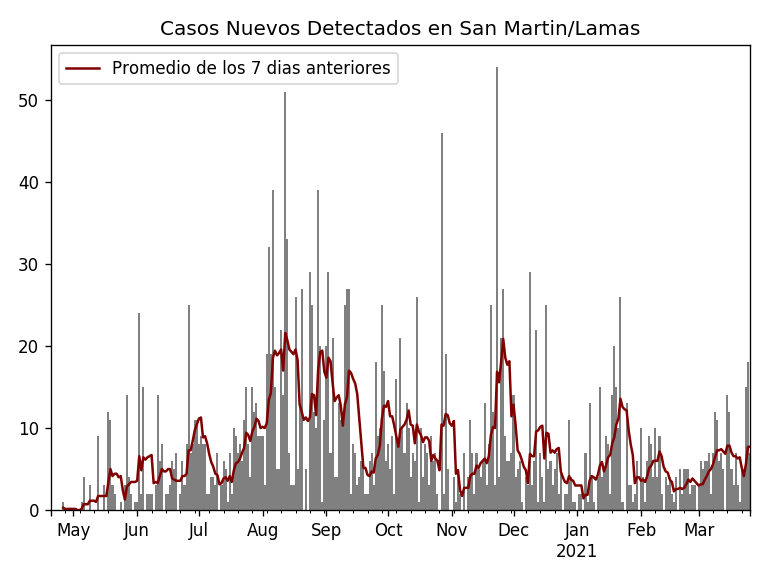 Casos Nuevos Detectados en San Martin/Lamas
Promedio de los 7 dias anteriores
50
40
30
20
10
0
May Jun Jul Aug Sep Oct Nov Dec Jan Feb Mar
2021